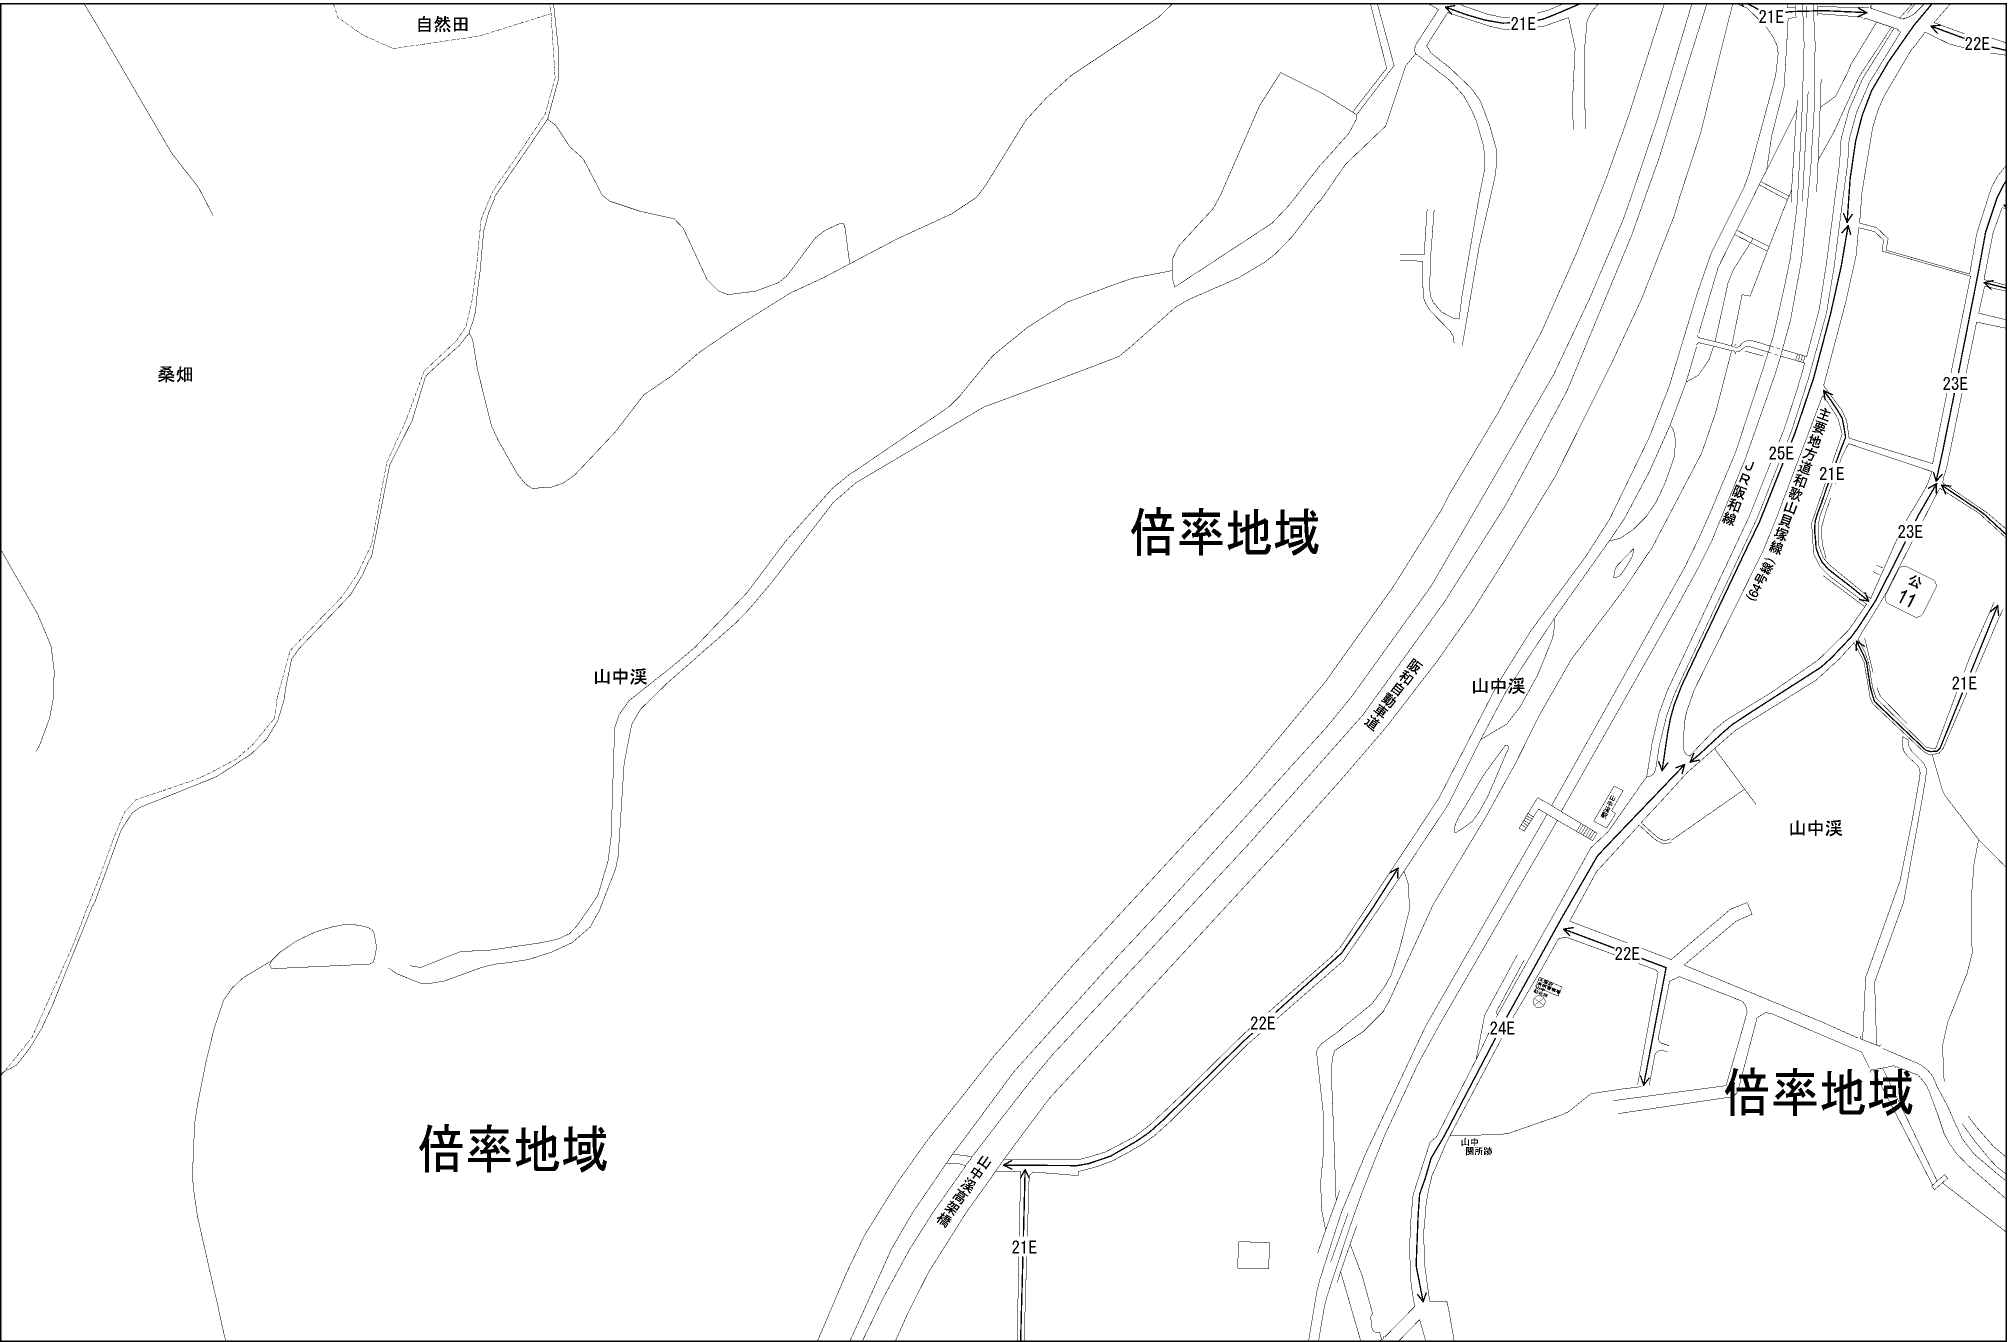 自然田
21E
21E
22E
桑畑
23E
25E
21E
主要地方道和歌山貝塚線
(64号線)
JR阪和線
倍率地域
23E
公
11
山中渓
阪和自動車道
山中渓
21E
山中渓
22E
22E
24E
倍率地域
倍率地域
山中
関所跡
山中渓高架橋
21E